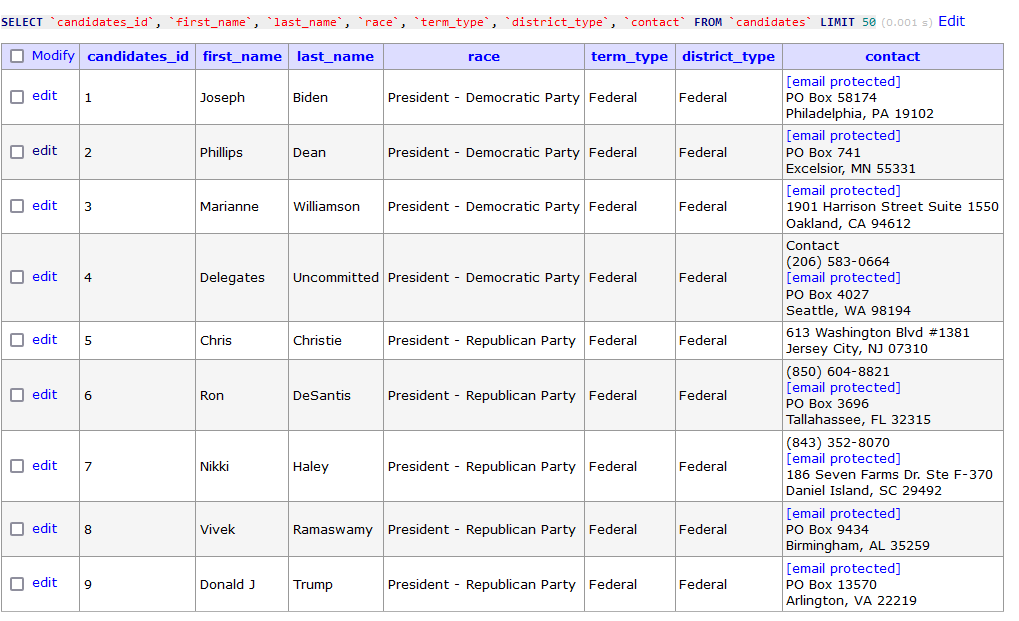 SELECT `candidates_id`, `first_name`, `last_name`, `race`, `term_type`, `district_type`, `contact` FROM `candidates` LIMIT 50 (0.001 s) Edit
Modify candidates_id first_name last_name race term_type district_type contact
edit 1 Joseph Biden President - Democratic Party Federal Federal [email protected]
PO Box 58174
Philadelphia, PA 19102
edit 2 Phillips Dean President - Democratic Party Federal Federal [email protected]
PO Box 741
Excelsior, MN 55331
edit 3 Marianne Williamson President - Democratic Party Federal Federal [email protected]
1901 Harrison Street Suite 1550
Oakland, CA 94612
edit 4 Delegates Uncommitted President - Democratic Party Federal Federal Contact
(206) 583-0664
[email protected]
PO Box 4027
Seattle, WA 98194
edit 5 Chris Christie President - Republican Party Federal Federal 613 Washington Blvd #1381
Jersey City, NJ 07310
edit 6 Ron DeSantis President - Republican Party Federal Federal (850) 604-8821
[email protected]
PO Box 3696
Tallahassee, FL 32315
edit 7 Nikki Haley President - Republican Party Federal Federal (843) 352-8070
[email protected]
186 Seven Farms Dr. Ste F-370
Daniel Island, SC 29492
edit 8 Vivek Ramaswamy President - Republican Party Federal Federal [email protected]
PO Box 9434
Birmingham, AL 35259
edit 9 Donald J Trump President - Republican Party Federal Federal [email protected]
PO Box 13570
Arlington, VA 22219